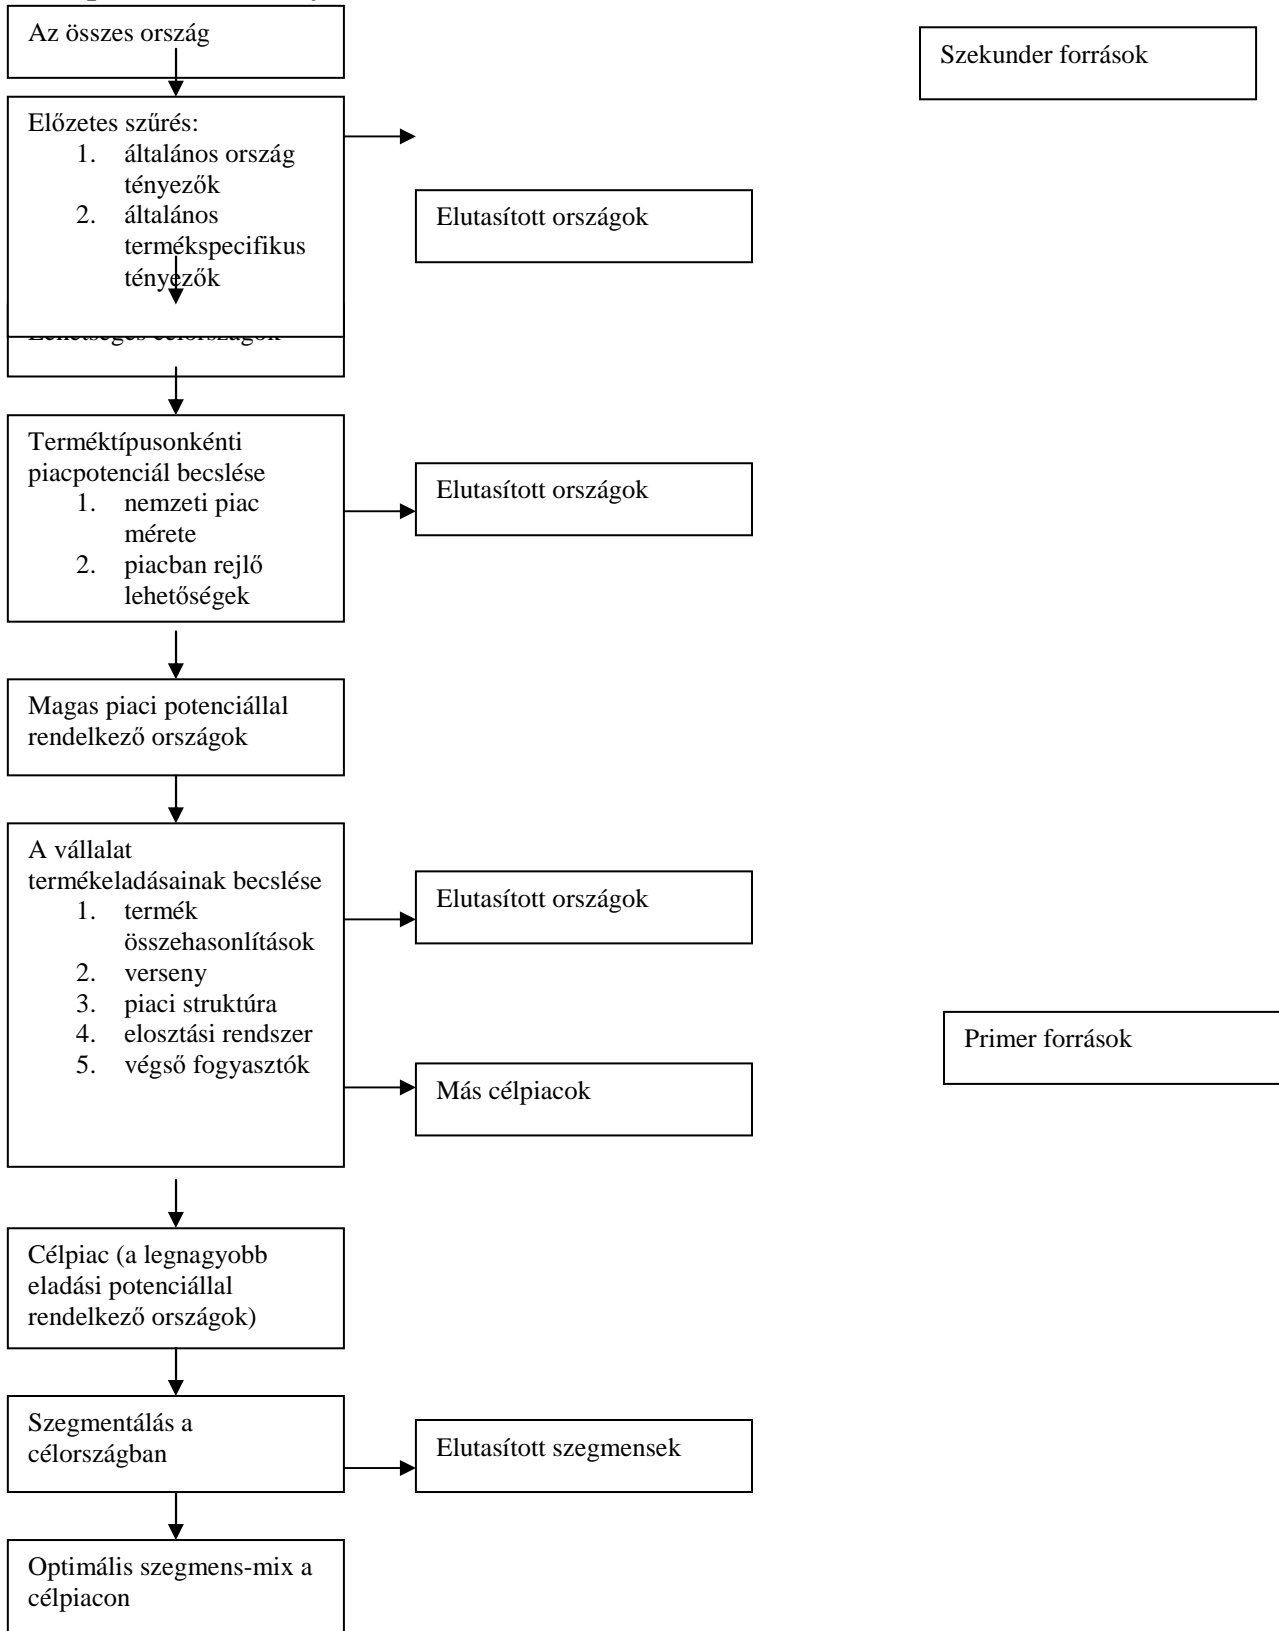 Az összes ország
Szekunder források
Előzetes szűrés:
1. általános ország
tényezők
2. általános
termékspecifikus
tényezők
Elutasított országok
Lehetséges célországok
Terméktípusonkénti
piacpotenciál becslése
1. nemzeti piac
mérete
2. piacban rejlő
lehetőségek
Elutasított országok
Magas piaci potenciállal
rendelkező országok
A vállalat
termékeladásainak becslése
1. termék
összehasonlítások
2. verseny
3. piaci struktúra
4. elosztási rendszer
5. végső fogyasztók
Elutasított országok
Primer források
Más célpiacok
Célpiac (a legnagyobb
eladási potenciállal
rendelkező országok)
Szegmentálás a
célországban
Elutasított szegmensek
Optimális szegmens-mix a
célpiacon